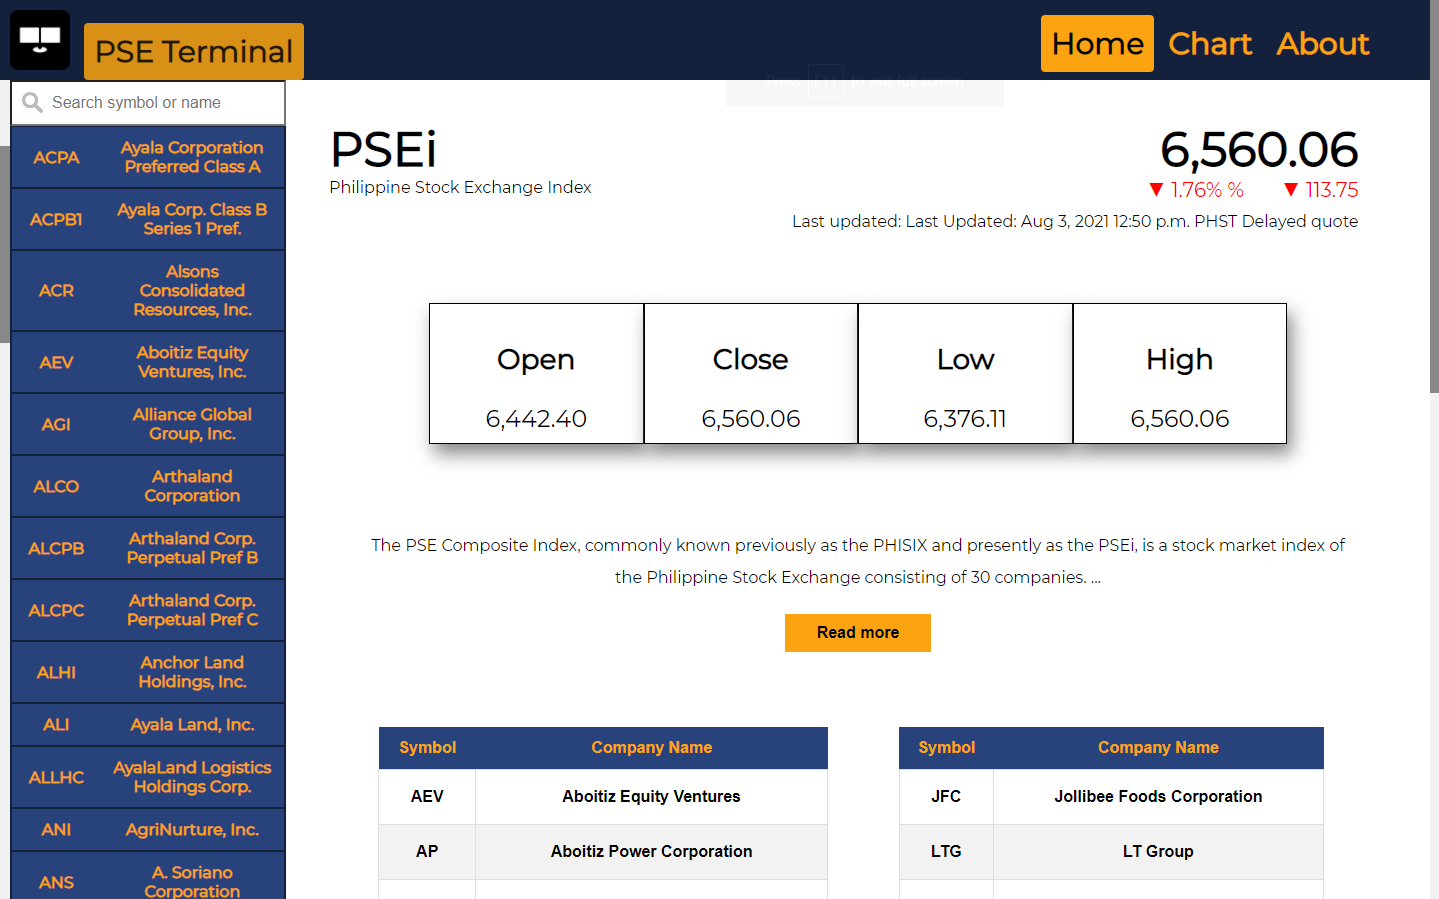 PSE Terminal
Home Chart About
Search symbol or name
ACPA Ayala Corporation
Preferred Class A
ACPB1 Ayala Corp. Class B
Series 1 Pref.
ACR Alsons
Consolidated
Resources, Inc.
AEV Aboitiz Equity
Ventures, Inc.
AGI Alliance Global
Group, Inc.
ALCO Arthaland
Corporation
ALCPB Arthaland Corp.
Perpetual Pref B
ALCPC Arthaland Corp.
Perpetual Pref C
ALHI Anchor Land
Holdings, Inc.
ALI Ayala Land, Inc.
ALLHC AyalaLand Logistics
Holdings Corp.
ANI AgriNurture, Inc.
ANS A. Soriano
Corporation
PSEi
Philippine Stock Exchange Index
6,560.06
▼ 1.76% % ▼ 113.75
Last updated: Last Updated: Aug 3, 2021 12:50 p.m. PHST Delayed quote
Open Close Low High
6,442.40 6,560.06 6,376.11 6,560.06
The PSE Composite Index, commonly known previously as the PHISIX and presently as the PSEi, is a stock market index of
the Philippine Stock Exchange consisting of 30 companies. ...
Read more
Symbol Company Name
AEV Aboitiz Equity Ventures
AP Aboitiz Power Corporation
Symbol Company Name
JFC Jollibee Foods Corporation
LTG LT Group